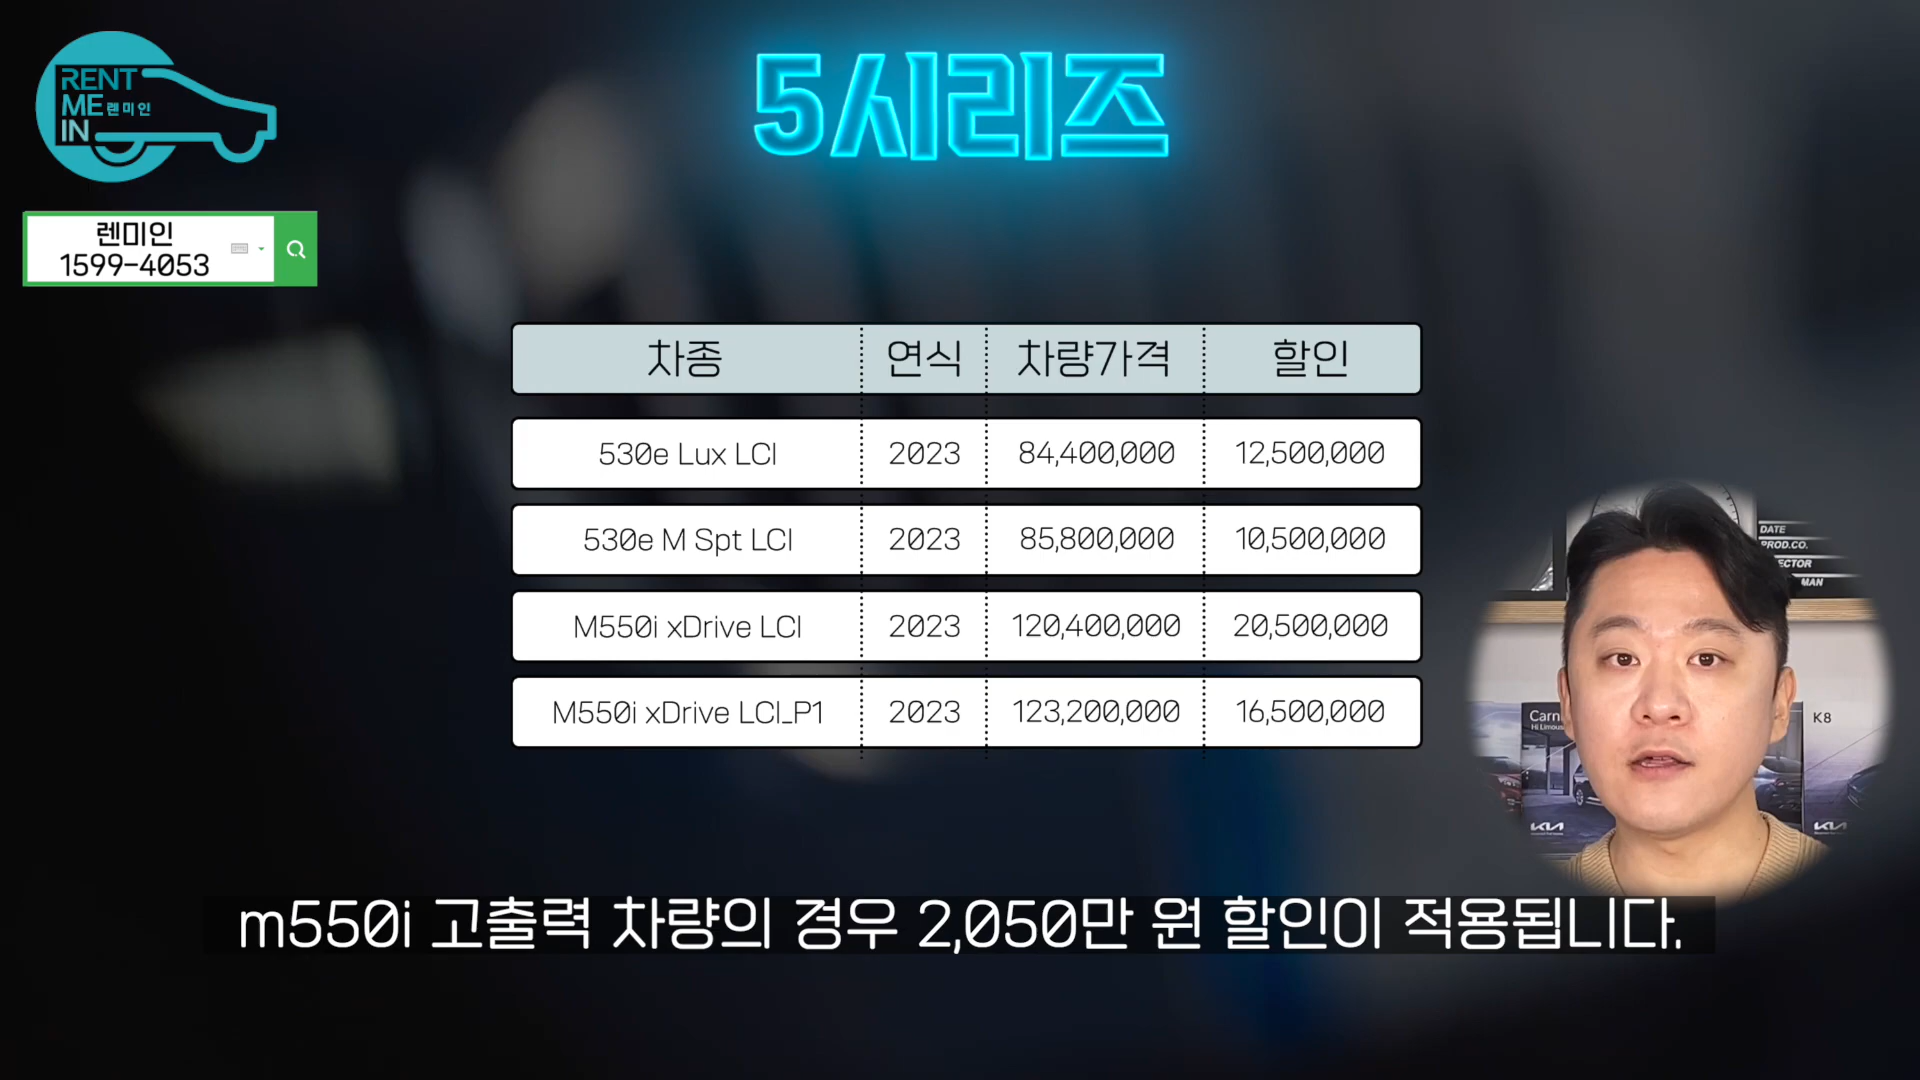 RENT
ME렌미인
IN
5시리즈
렌미인
1599-4053
차종 연식 차량가격 할인
530e Lux LCI 2023 84,400,000 12,500,000
530e M Spt LCI 2023 85,800,000 10,500,000
M550i xDrive LCI 2023 120,400,000 20,500,000
M550i xDrive LCI_P1 2023 123,200,000 16,500,000
DATE
PROD.CO.
K8
KIA
KIA
m550i 고출력 차량의 경우 2,050만 원 할인이 적용됩니다.